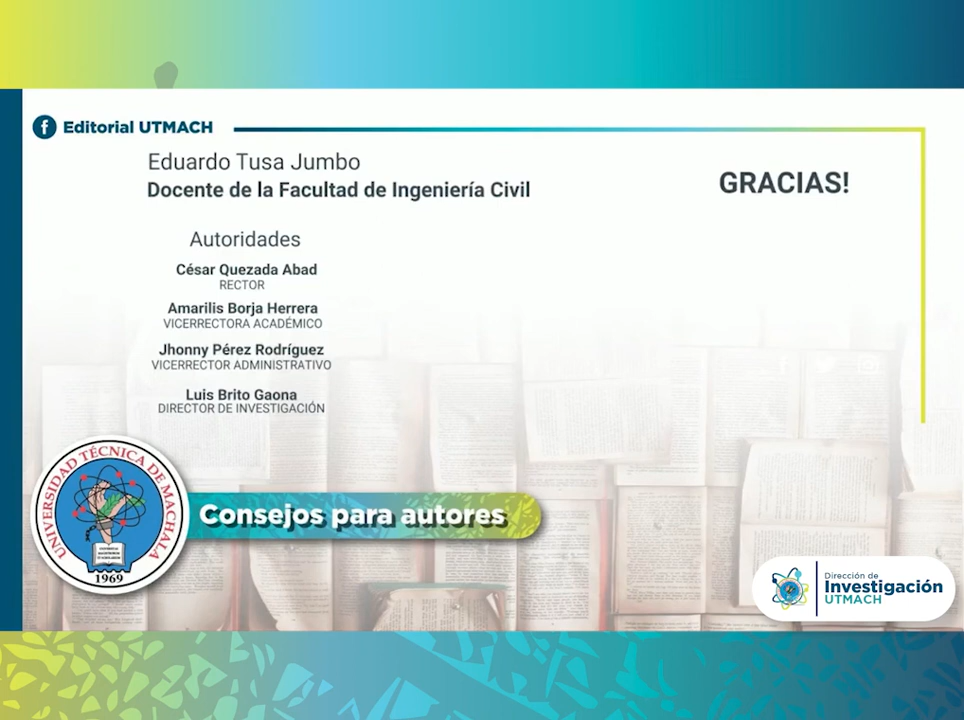 Editorial UTMACH
Eduardo Tusa Jumbo
Docente de la Facultad de Ingeniería Civil
GRACIAS!
Autoridades
César Quezada Abad
RECTOR
Amarilis Borja Herrera
VICERRECTORA ACADÉMICO
Jhonny Pérez Rodríguez
VICERRECTOR ADMINISTRATIVO
Luis Brito Gaona
DIRECTOR DE INVESTIGACIÓN
UNIVERSIDAD TÉCNICA DE MACHALA
1969
Consejos para autores
Dirección de
Investigación
UTMACH